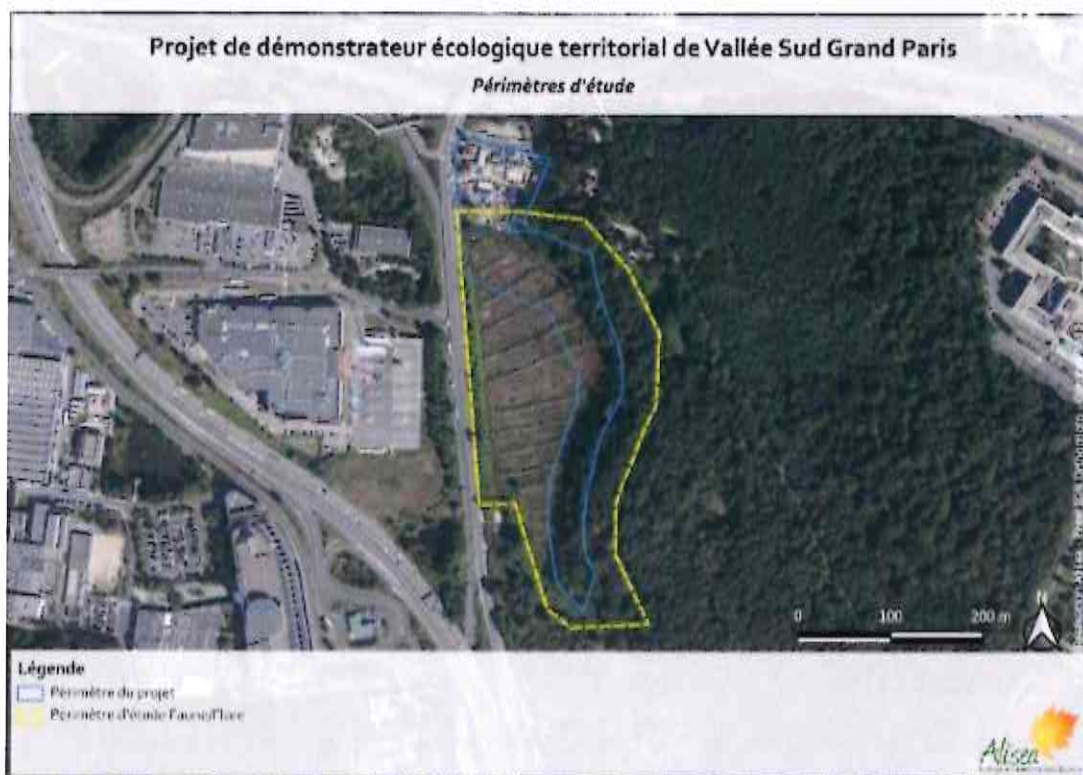 Projet de démonstrateur écologique territorial de Vallée Sud Grand Paris
Périmètres d'étude
0 100 200 m
N
Légende
Périmètre du projet
Périmètre d'étude Faune/Flore
Alisea